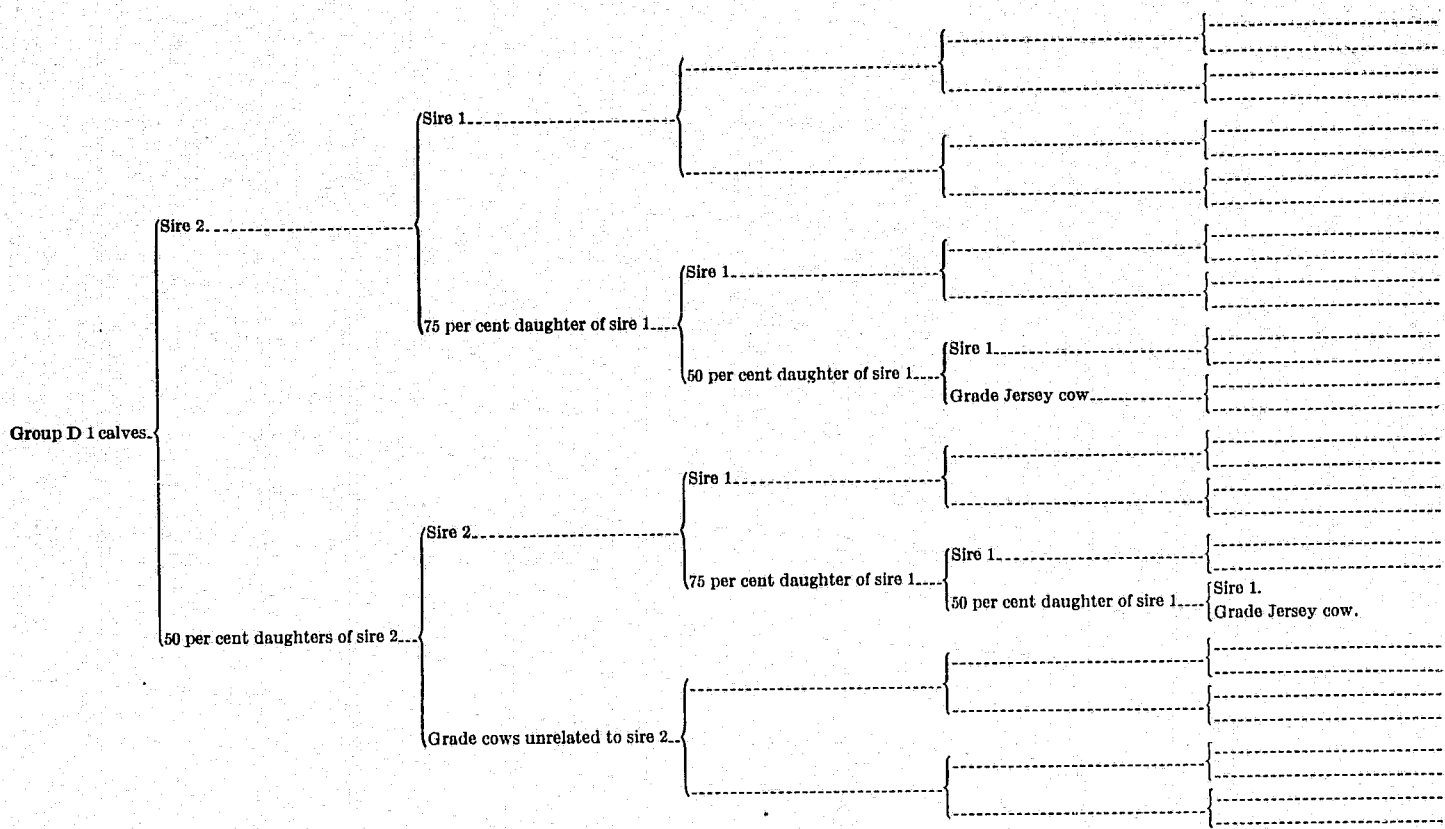 Group D 1 calves
Sire 2
Sire 1
75 per cent daughter of sire 1
Sire 1
50 per cent daughter of sire 1
Sire 1
Grade Jersey cow
50 per cent daughters of sire 2
Sire 2
Sire 1
75 per cent daughter of sire 1
Sire 1
50 per cent daughter of sire 1
Sire 1.
Grade Jersey cow.
Grade cows unrelated to sire 2